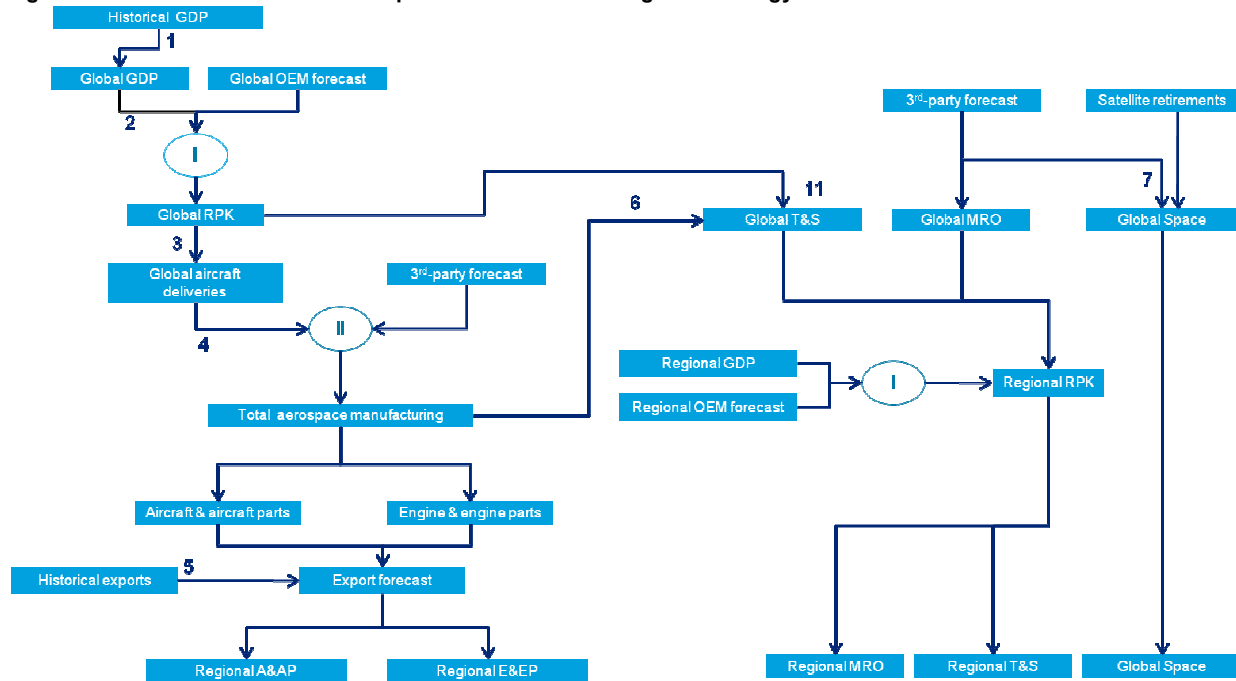 Historical GDP
1
Global GDP
Global OEM forecast
2
3rd-party forecast
Satellite retirements
I
7
11
6
Global RPK
Global T&S
Global MRO
Global Space
3
Global aircraft
deliveries
3rd-party forecast
II
4
Regional GDP
I
Regional RPK
Regional OEM forecast
Total aerospace manufacturing
Aircraft & aircraft parts
Engine & engine parts
5
Historical exports
Export forecast
Regional A&AP
Regional E&EP
Regional MRO
Regional T&S
Global Space